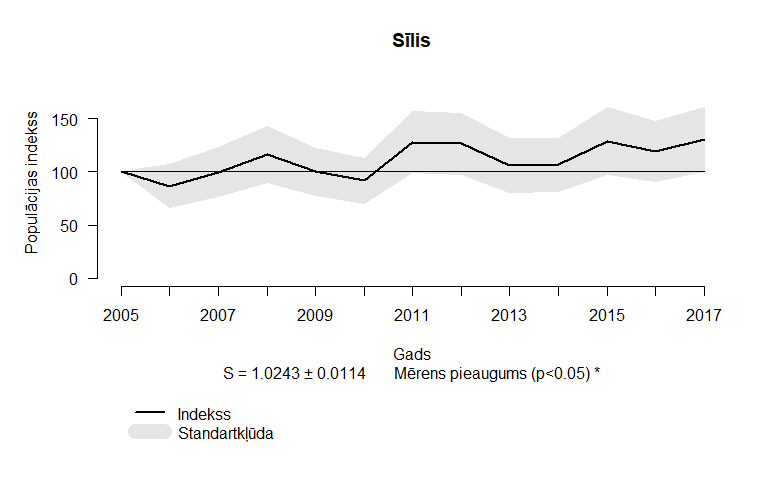 Sīlis
Populācijas indekss
150
100
50
0
2005 2007 2009 2011 2013 2015 2017
Gads
S = 1.0243 ± 0.0114 Mērens pieaugums (p<0.05) *
Indekss
Standartkļūda